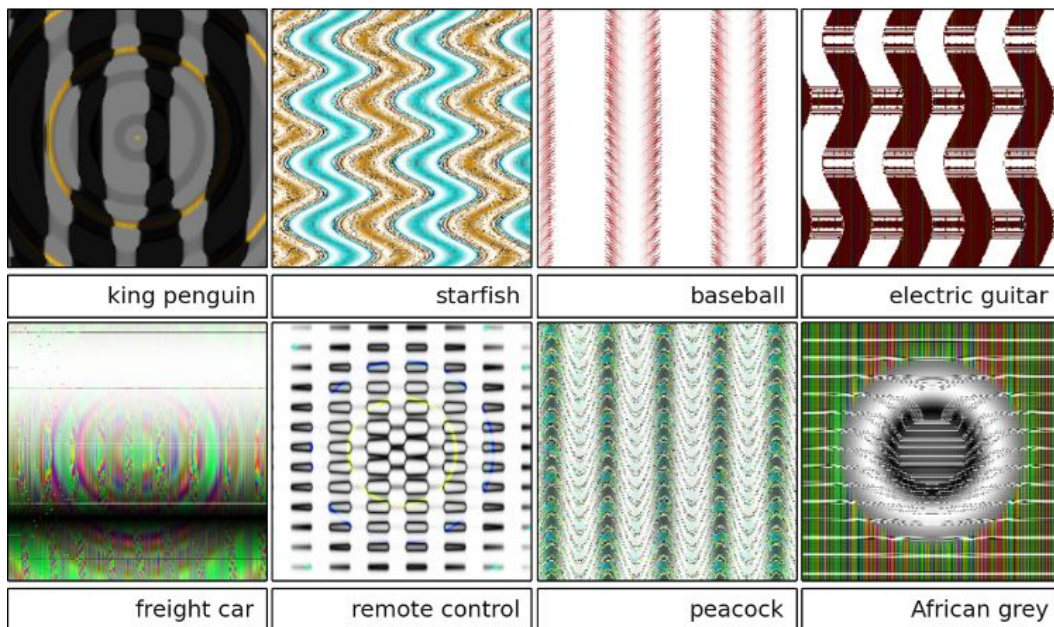 king penguin
starfish
baseball
electric guitar
freight car
remote control
peacock
African grey